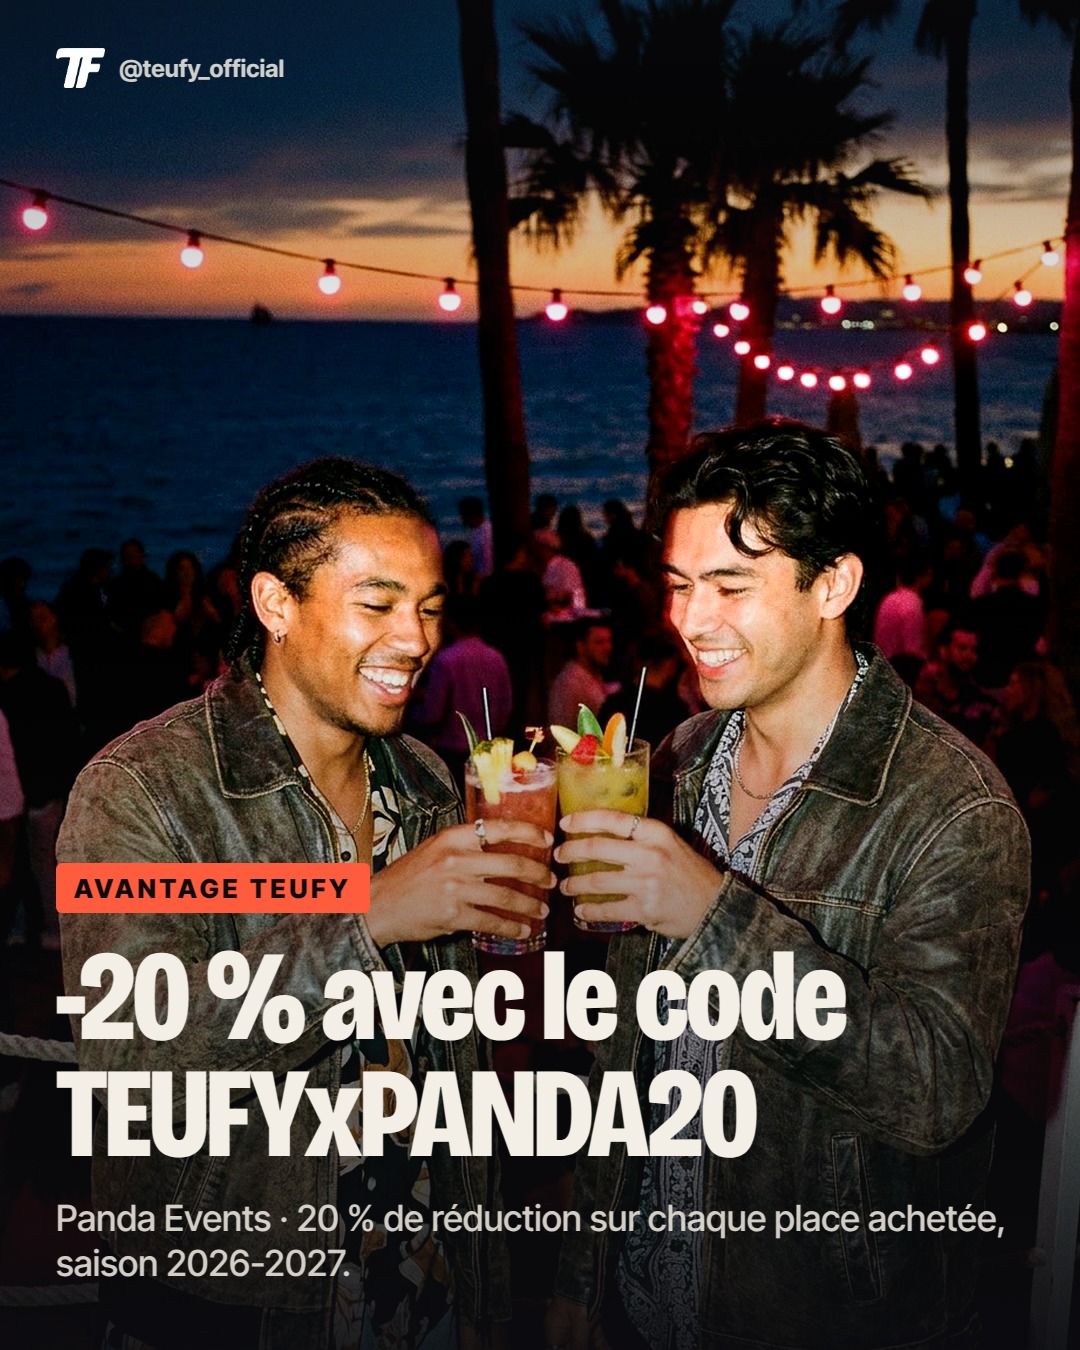 TF @teufy_official
AVANTAGE TEUFY
-20 % avec le code
TEUFYxPANDA20
Panda Events · 20 % de réduction sur chaque place achetée,
saison 2026-2027.